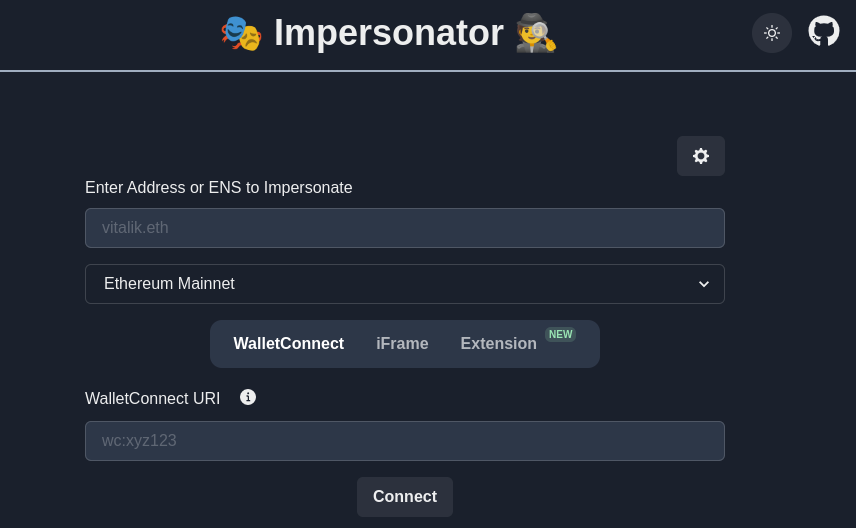 Impersonator
Enter Address or ENS to Impersonate
vitalik.eth
Ethereum Mainnet
WalletConnect iFrame Extension NEW
WalletConnect URI
wc:xyz123
Connect